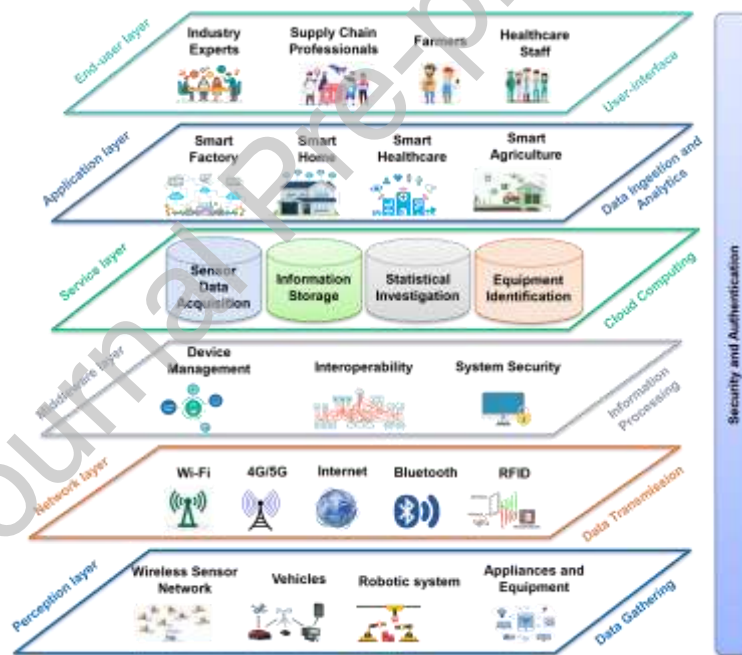 End-user layer
Industry
Experts
Supply Chain
Professionals
Farmers
Healthcare
Staff
User-interface
Application layer
Smart
Factory
Smart
Home
Smart
Healthcare
Smart
Agriculture
Data Ingestion and
Analytics
Service layer
Sensor
Data
Acquisition
Information
Storage
Statistical
Investigation
Equipment
Identification
Cloud Computing
Middleware layer
Device
Management
Interoperability
System Security
Information
Processing
Network layer
Wi-Fi
4G/5G
Internet
Bluetooth
RFID
Data Transmission
Perception layer
Wireless Sensor
Network
Vehicles
Robotic system
Appliances and
Equipment
Data Gathering
Security and Authentication
Journal Pre-p